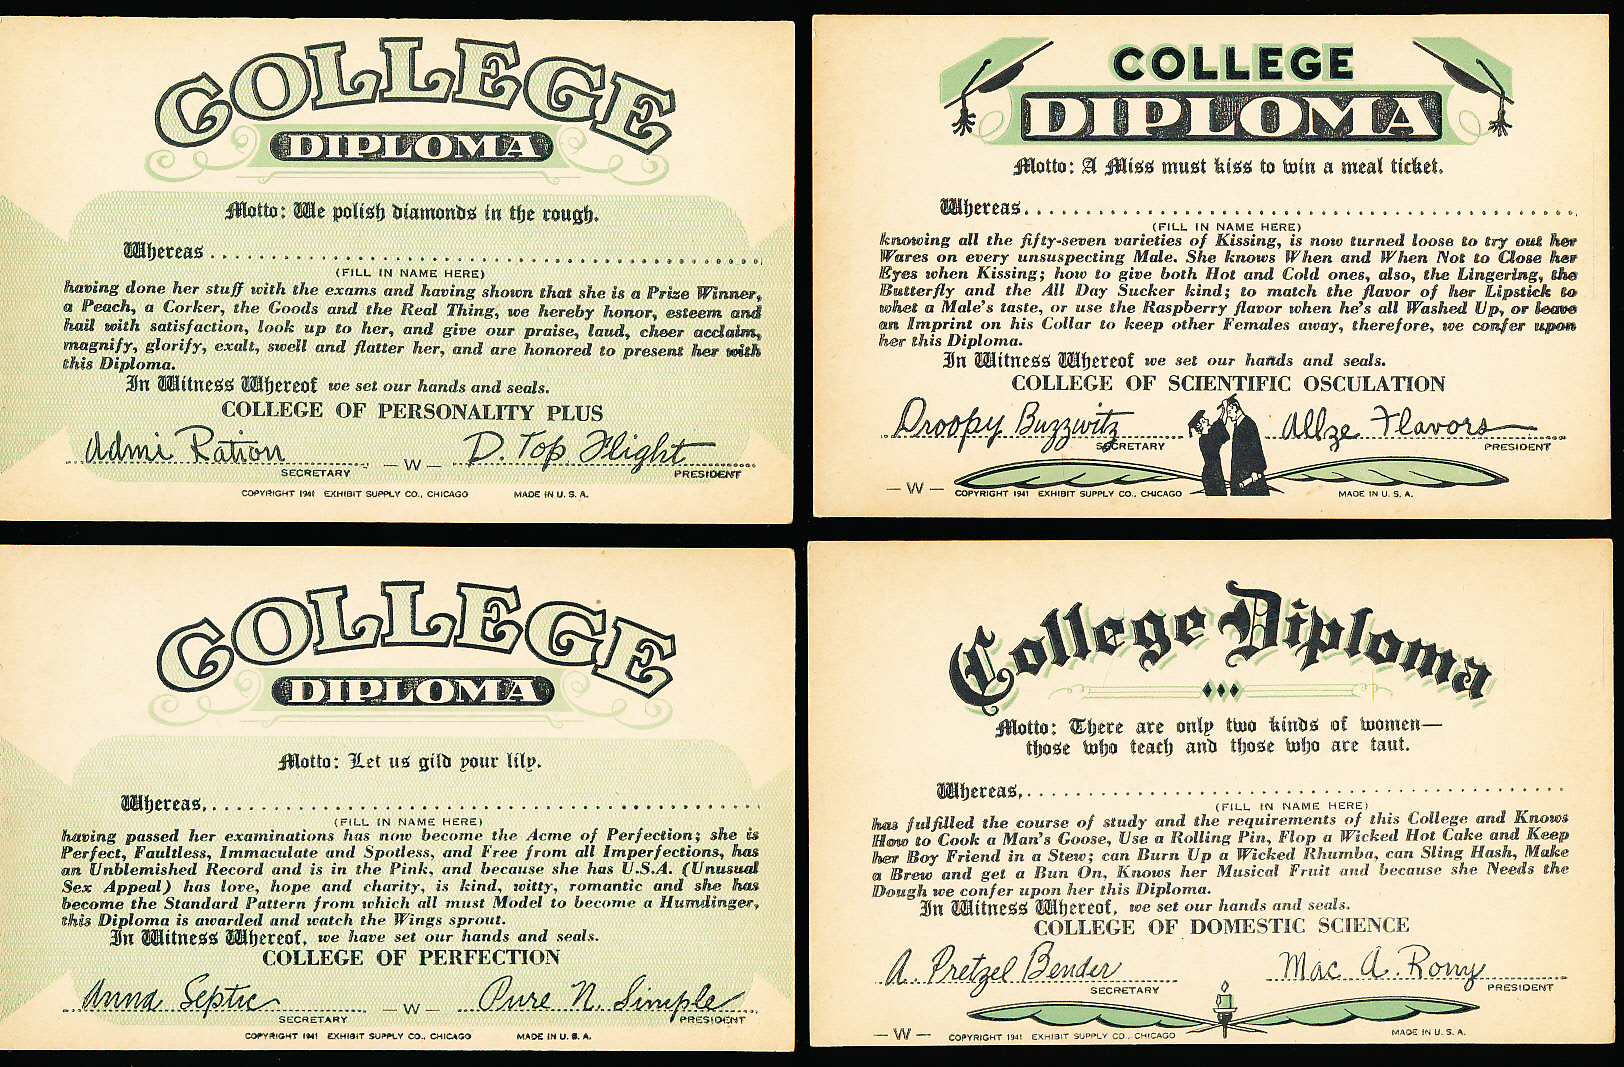 COLLEGE
DIPLOMA
Motto: We polish diamonds in the rough.
Whereas
(FILL IN NAME HERE)
having done her stuff with the exams and having shown that she is a Prize Winner,
a Peach, a Corker, the Goods and the Real Thing, we hereby honor, esteem and
hail with satisfaction, look up to her, and give our praise, laud, cheer acclaim,
magnify, glorify, exalt, swell and flatter her, and are honored to present her with
this Diploma.
In Witness Whereof we set our hands and seals.
COLLEGE OF PERSONALITY PLUS
Admi Ration — W — D. Top Flight
SECRETARY PRESIDENT
COPYRIGHT 1941 EXHIBIT SUPPLY CO., CHICAGO MADE IN U. S. A.
COLLEGE
DIPLOMA
Motto: A Miss must kiss to win a meal ticket.
Whereas
(FILL IN NAME HERE)
knowing all the fifty-seven varieties of Kissing, is now turned loose to try out her
Wares on every unsuspecting Male. She knows When and When Not to Close her
Eyes when Kissing; how to give both Hot and Cold ones, also, the Lingering, the
Butterfly and the All Day Sucker kind; to match the flavor of her Lipstick to
whet a Male's taste, or use the Raspberry flavor when he's all Washed Up, or leave
an Imprint on his Collar to keep other Females away, therefore, we confer upon
her this Diploma.
In Witness Whereof we set our hands and seals.
COLLEGE OF SCIENTIFIC OSCULATION
Droopy Buzzwitz Allze Flavors
SECRETARY PRESIDENT
— W — COPYRIGHT 1941 EXHIBIT SUPPLY CO., CHICAGO MADE IN U. S. A.
COLLEGE
DIPLOMA
Motto: Let us gild your lily.
Whereas,
(FILL IN NAME HERE)
having passed her examinations has now become the Acme of Perfection; she is
Perfect, Faultless, Immaculate and Spotless, and Free from all Imperfections, has
an Unblemished Record and is in the Pink, and because she has U.S.A. (Unusual
Sex Appeal) has love, hope and charity, is kind, witty, romantic and she has
become the Standard Pattern from which all must Model to become a Humdinger,
this Diploma is awarded and watch the Wings sprout.
In Witness Whereof, we have set our hands and seals.
COLLEGE OF PERFECTION
Anna Septic — W — Pure N. Simple
SECRETARY PRESIDENT
COPYRIGHT 1941 EXHIBIT SUPPLY CO., CHICAGO MADE IN U. S. A.
College Diploma
Motto: There are only two kinds of women—
those who teach and those who are taut.
Whereas,
(FILL IN NAME HERE)
has fulfilled the course of study and the requirements of this College and Knows
How to Cook a Man's Goose, Use a Rolling Pin, Flop a Wicked Hot Cake and Keep
her Boy Friend in a Stew; can Burn Up a Wicked Rhumba, can Sling Hash, Make
a Brew and get a Bun On, Knows her Musical Fruit and because she Needs the
Dough we confer upon her this Diploma.
In Witness Whereof, we set our hands and seals.
COLLEGE OF DOMESTIC SCIENCE
A. Pretzel Bender Mac A. Rony
SECRETARY PRESIDENT
— W — COPYRIGHT 1941 EXHIBIT SUPPLY CO., CHICAGO MADE IN U. S. A.